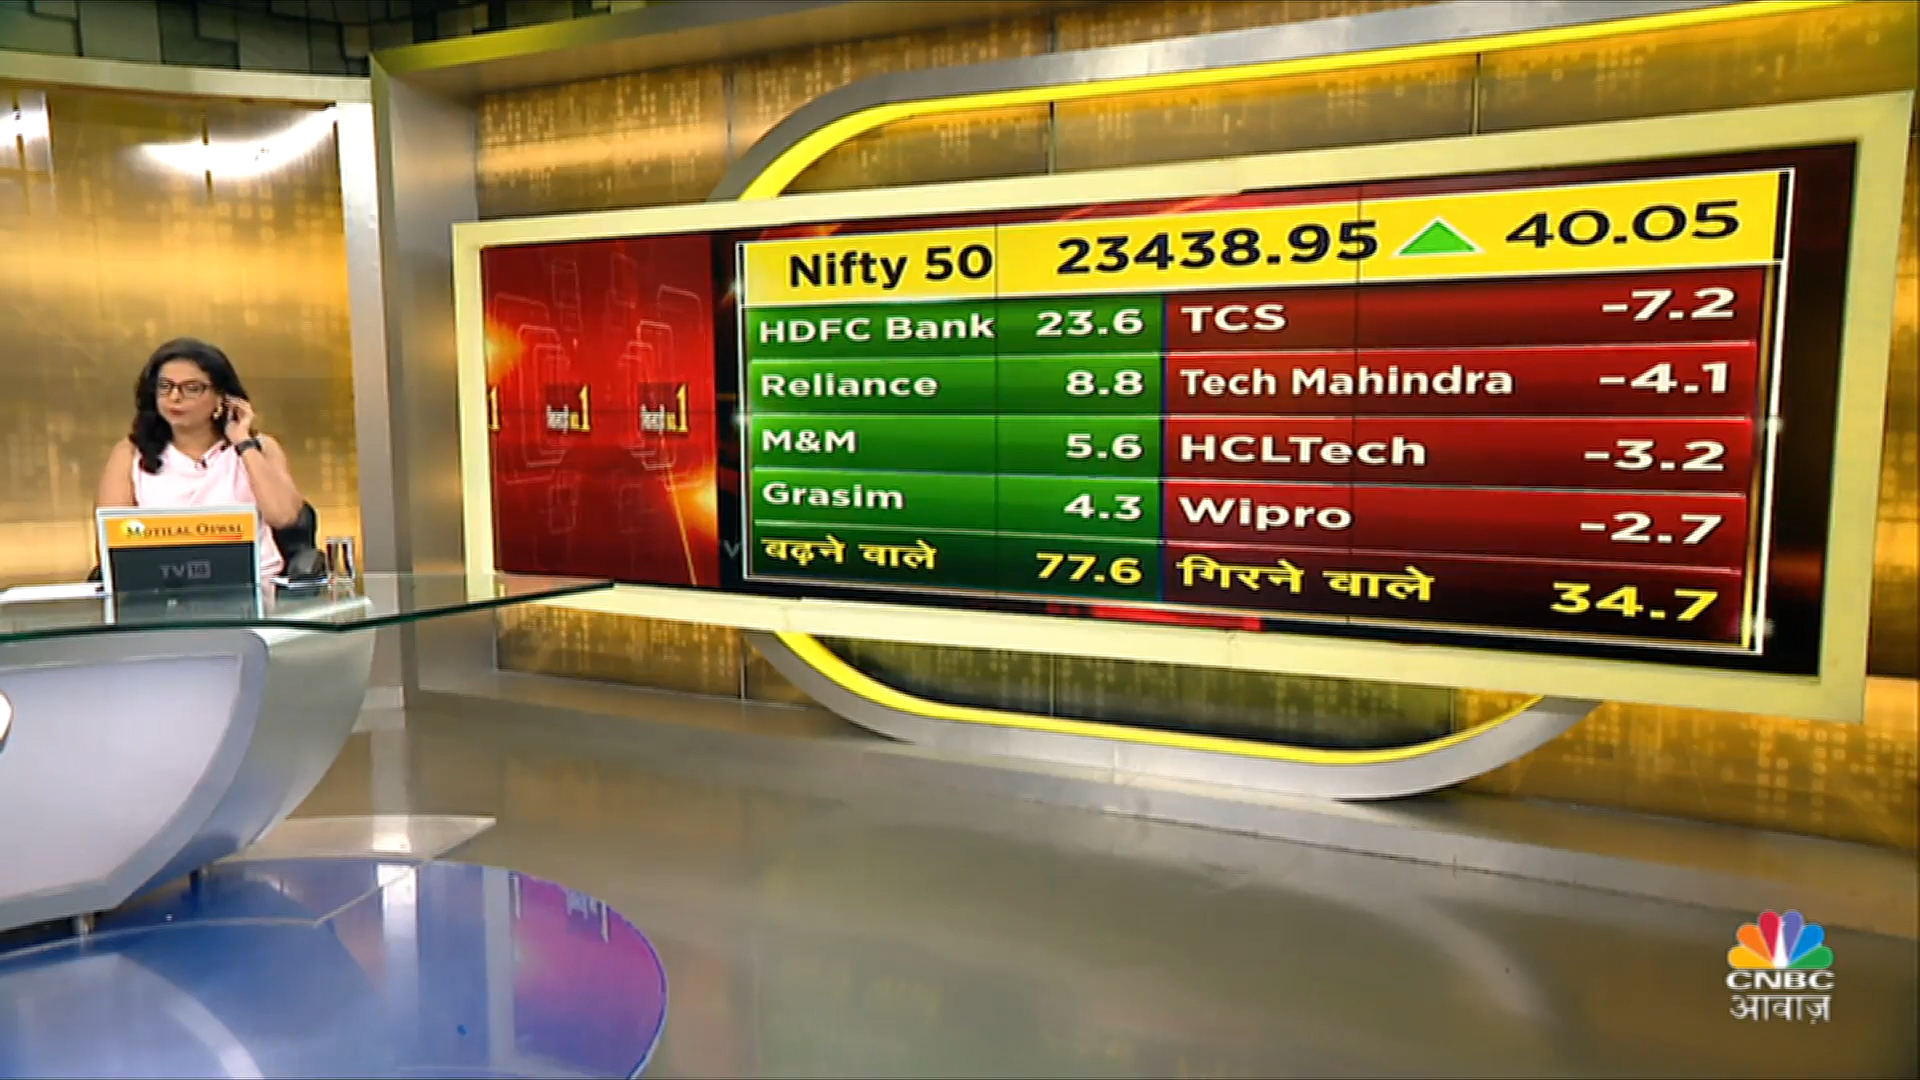 Nifty 50 23438.95 40.05
HDFC Bank 23.6 TCS -7.2
Reliance 8.8 Tech Mahindra -4.1
M&M 5.6 HCLTech -3.2
Grasim 4.3 Wipro -2.7
बढ़ने वाले 77.6 गिरने वाले 34.7
MOTILAL OSWAL
TV18
CNBC
आवाज़